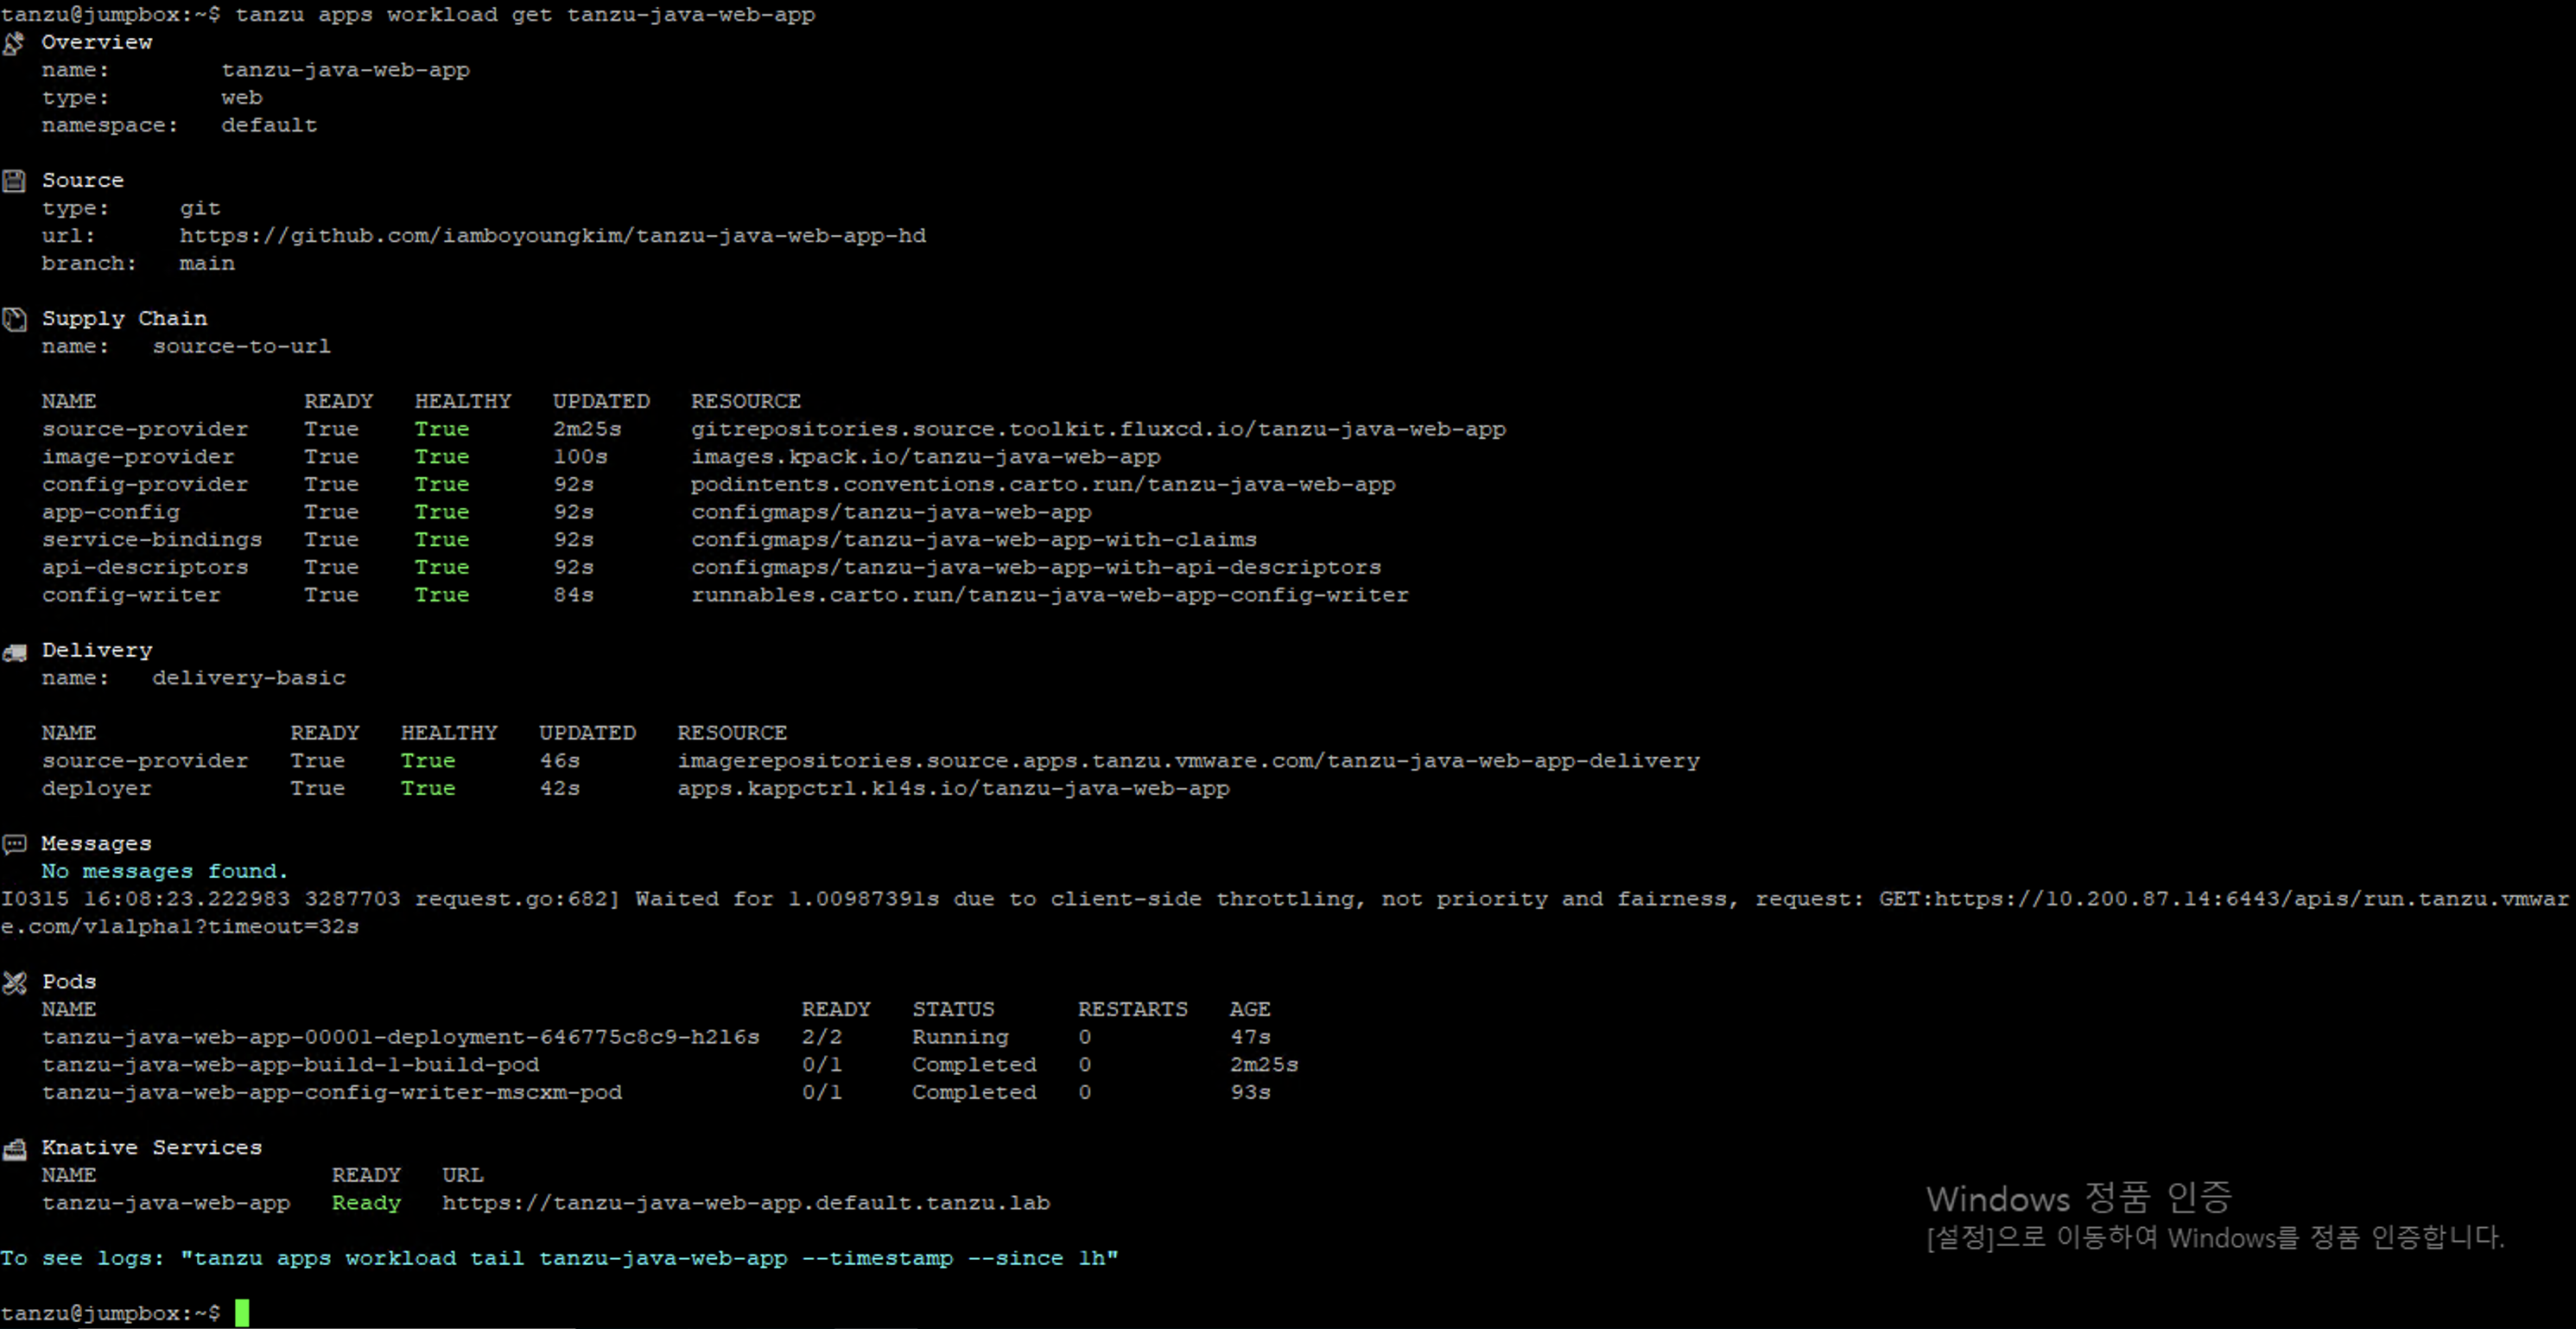 tanzu@jumpbox:~$ tanzu apps workload get tanzu-java-web-app
Overview
name: tanzu-java-web-app
type: web
namespace: default
Source
type: git
url: https://github.com/iamboyoungkim/tanzu-java-web-app-hd
branch: main
Supply Chain
name: source-to-url
NAME READY HEALTHY UPDATED RESOURCE
source-provider True True 2m25s gitrepositories.source.toolkit.fluxcd.io/tanzu-java-web-app
image-provider True True 100s images.kpack.io/tanzu-java-web-app
config-provider True True 92s podintents.conventions.carto.run/tanzu-java-web-app
app-config True True 92s configmaps/tanzu-java-web-app
service-bindings True True 92s configmaps/tanzu-java-web-app-with-claims
api-descriptors True True 92s configmaps/tanzu-java-web-app-with-api-descriptors
config-writer True True 84s runnables.carto.run/tanzu-java-web-app-config-writer
Delivery
name: delivery-basic
NAME READY HEALTHY UPDATED RESOURCE
source-provider True True 46s imagerepositories.source.apps.tanzu.vmware.com/tanzu-java-web-app-delivery
deployer True True 42s apps.kappctrl.k14s.io/tanzu-java-web-app
Messages
No messages found.
I0315 16:08:23.222983 3287703 request.go:682] Waited for 1.00987391s due to client-side throttling, not priority and fairness, request: GET:https://10.200.87.14:6443/apis/run.tanzu.vmwar
e.com/v1alpha1?timeout=32s
Pods
NAME READY STATUS RESTARTS AGE
tanzu-java-web-app-00001-deployment-646775c8c9-h2l6s 2/2 Running 0 47s
tanzu-java-web-app-build-1-build-pod 0/1 Completed 0 2m25s
tanzu-java-web-app-config-writer-mscxm-pod 0/1 Completed 0 93s
Knative Services
NAME READY URL
tanzu-java-web-app Ready https://tanzu-java-web-app.default.tanzu.lab
Windows 정품 인증
[설정]으로 이동하여 Windows를 정품 인증합니다.
To see logs: "tanzu apps workload tail tanzu-java-web-app --timestamp --since 1h"
tanzu@jumpbox:~$